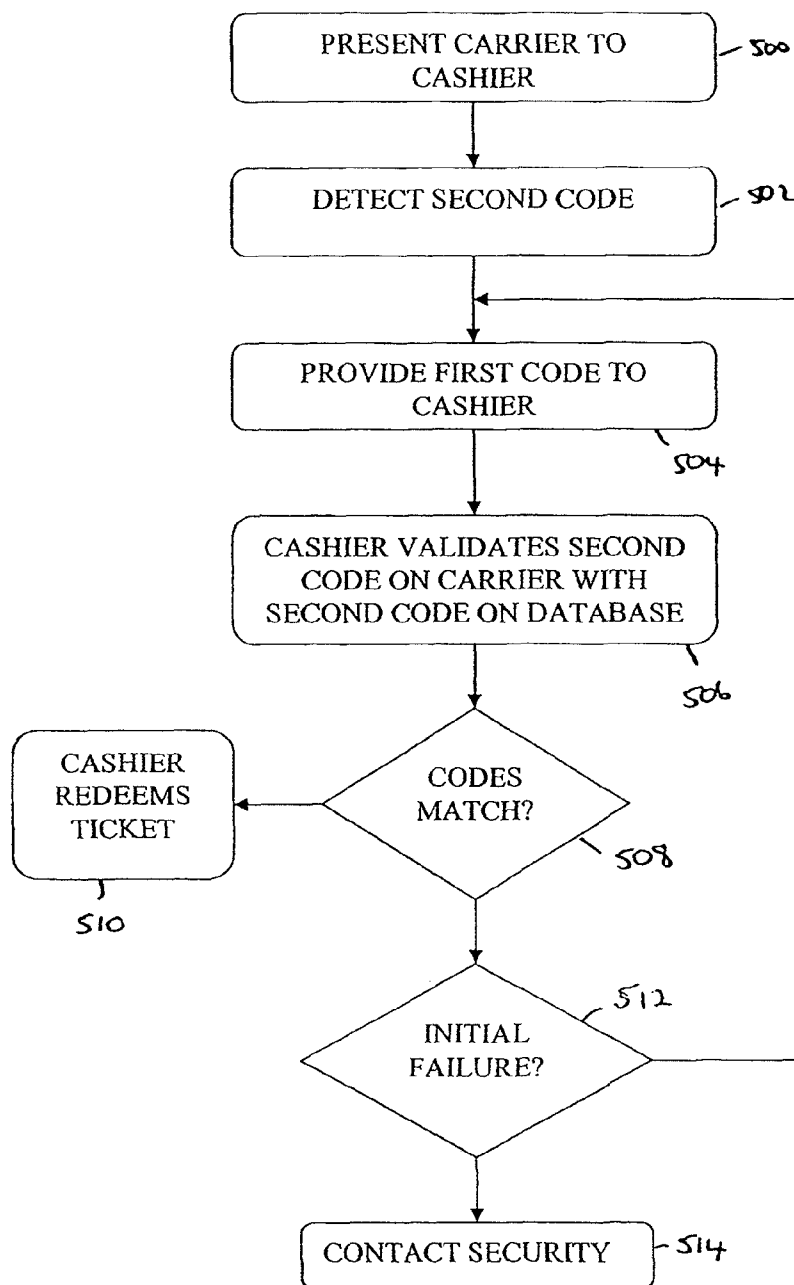 PRESENT CARRIER TO
CASHIER
500
DETECT SECOND CODE
502
PROVIDE FIRST CODE TO
CASHIER
504
CASHIER VALIDATES SECOND
CODE ON CARRIER WITH
SECOND CODE ON DATABASE
506
CODES
MATCH?
508
CASHIER
REDEEMS
TICKET
510
INITIAL
FAILURE?
512
CONTACT SECURITY
514